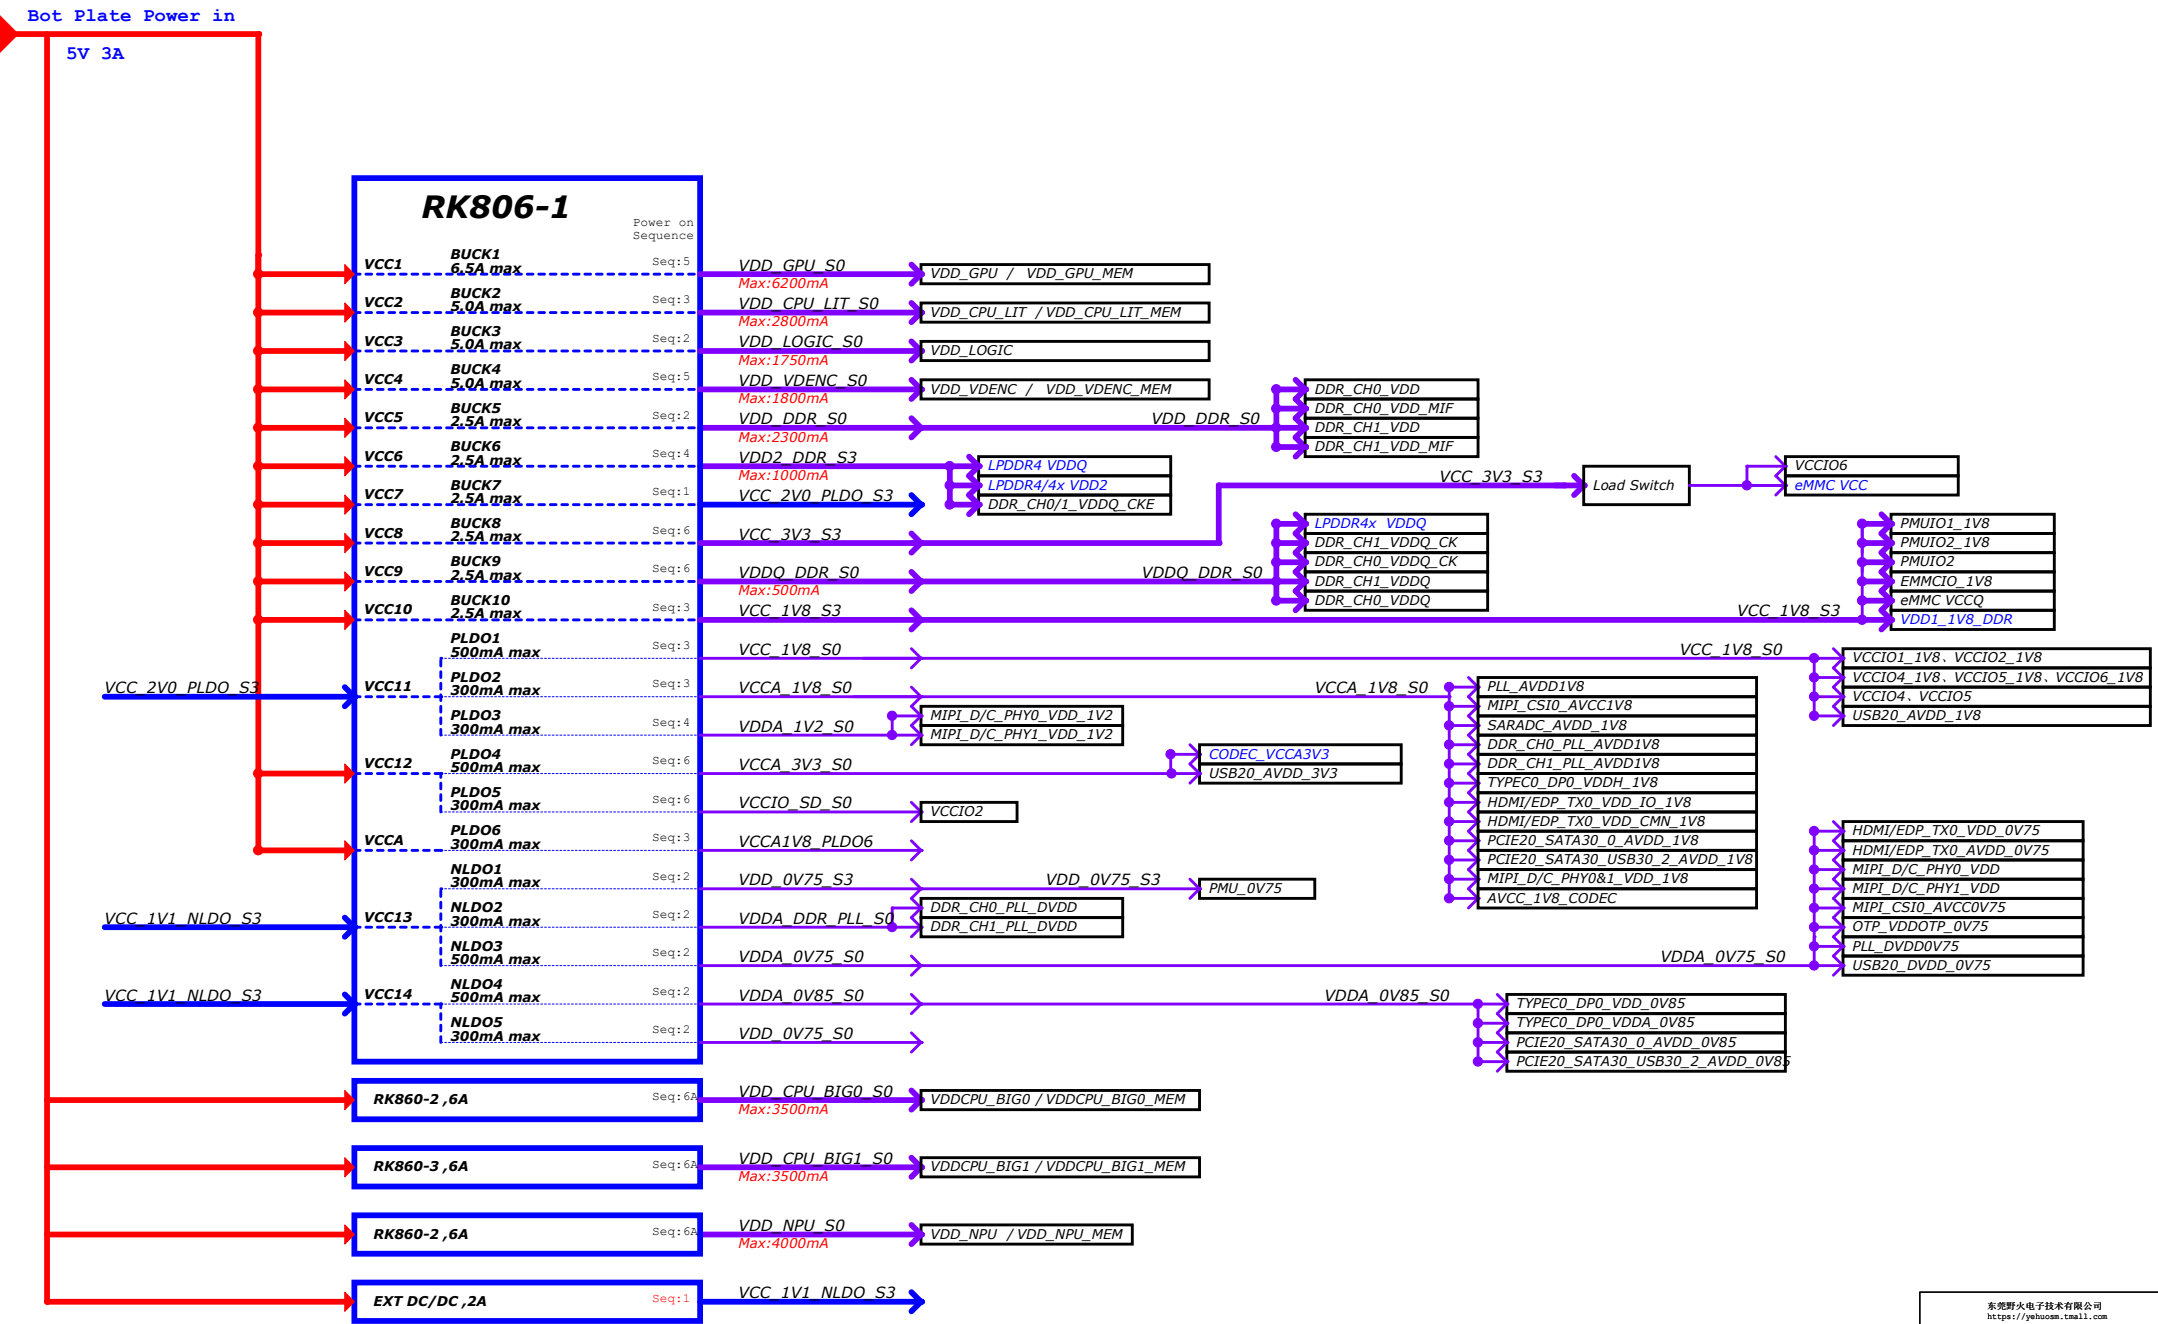 Bot Plate Power in
5V 3A
RK806-1
Power on
Sequence
VCC1
BUCK1
6.5A max
Seq:5
VDD_GPU_S0
Max:6200mA
VDD_GPU / VDD_GPU_MEM
VCC2
BUCK2
5.0A max
Seq:3
VDD_CPU_LIT_S0
Max:2800mA
VDD_CPU_LIT / VDD_CPU_LIT_MEM
VCC3
BUCK3
5.0A max
Seq:2
VDD_LOGIC_S0
Max:1750mA
VDD_LOGIC
VCC4
BUCK4
5.0A max
Seq:5
VDD_VDENC_S0
Max:1800mA
VDD_VDENC / VDD_VDENC_MEM
VCC5
BUCK5
2.5A max
Seq:2
VDD_DDR_S0
Max:2300mA
VDD_DDR_S0
DDR_CH0_VDD
DDR_CH0_VDD_MIF
DDR_CH1_VDD
DDR_CH1_VDD_MIF
VCC6
BUCK6
2.5A max
Seq:4
VDD2_DDR_S3
Max:1000mA
LPDDR4 VDDQ
LPDDR4/4x VDD2
DDR_CH0/1_VDDQ_CKE
VCC7
BUCK7
2.5A max
Seq:1
VCC_2V0_PLDO_S3
VCC8
BUCK8
2.5A max
Seq:6
VCC_3V3_S3
VCC_3V3_S3
Load Switch
VCCIO6
eMMC VCC
VCC9
BUCK9
2.5A max
Seq:6
VDDQ_DDR_S0
Max:500mA
VDDQ_DDR_S0
LPDDR4x VDDQ
DDR_CH1_VDDQ_CK
DDR_CH0_VDDQ_CK
DDR_CH1_VDDQ
DDR_CH0_VDDQ
VCC10
BUCK10
2.5A max
Seq:3
VCC_1V8_S3
VCC_1V8_S3
PMUIO1_1V8
PMUIO2_1V8
PMUIO2
EMMCIO_1V8
eMMC VCCQ
VDD1_1V8_DDR
PLDO1
500mA max
Seq:3
VCC_1V8_S0
VCC_1V8_S0
VCCIO1_1V8、VCCIO2_1V8
VCCIO4_1V8、VCCIO5_1V8、VCCIO6_1V8
VCCIO4、VCCIO5
USB20_AVDD_1V8
VCC_2V0_PLDO_S3
VCC11
PLDO2
300mA max
Seq:3
VCCA_1V8_S0
VCCA_1V8_S0
PLL_AVDD1V8
MIPI_CSI0_AVCC1V8
SARADC_AVDD_1V8
DDR_CH0_PLL_AVDD1V8
DDR_CH1_PLL_AVDD1V8
TYPEC0_DP0_VDDH_1V8
HDMI/EDP_TX0_VDD_IO_1V8
HDMI/EDP_TX0_VDD_CMN_1V8
PCIE20_SATA30_0_AVDD_1V8
PCIE20_SATA30_USB30_2_AVDD_1V8
MIPI_D/C_PHY0&1_VDD_1V8
AVCC_1V8_CODEC
PLDO3
300mA max
Seq:4
VDDA_1V2_S0
MIPI_D/C_PHY0_VDD_1V2
MIPI_D/C_PHY1_VDD_1V2
VCC12
PLDO4
500mA max
Seq:6
VCCA_3V3_S0
CODEC_VCCA3V3
USB20_AVDD_3V3
PLDO5
300mA max
Seq:6
VCCIO_SD_S0
VCCIO2
VCCA
PLDO6
300mA max
Seq:3
VCCA1V8_PLDO6
NLDO1
300mA max
Seq:2
VDD_0V75_S3
VDD_0V75_S3
PMU_0V75
VCC_1V1_NLDO_S3
VCC13
NLDO2
300mA max
Seq:2
VDDA_DDR_PLL_S0
DDR_CH0_PLL_DVDD
DDR_CH1_PLL_DVDD
NLDO3
500mA max
Seq:2
VDDA_0V75_S0
VDDA_0V75_S0
HDMI/EDP_TX0_VDD_0V75
HDMI/EDP_TX0_AVDD_0V75
MIPI_D/C_PHY0_VDD
MIPI_D/C_PHY1_VDD
MIPI_CSI0_AVCC0V75
OTP_VDDOTP_0V75
PLL_DVDD0V75
USB20_DVDD_0V75
VCC_1V1_NLDO_S3
VCC14
NLDO4
500mA max
Seq:2
VDDA_0V85_S0
VDDA_0V85_S0
TYPEC0_DP0_VDD_0V85
TYPEC0_DP0_VDDA_0V85
PCIE20_SATA30_0_AVDD_0V85
PCIE20_SATA30_USB30_2_AVDD_0V85
NLDO5
300mA max
Seq:2
VDD_0V75_S0
RK860-2 ,6A
Seq:6A
VDD_CPU_BIG0_S0
Max:3500mA
VDDCPU_BIG0 / VDDCPU_BIG0_MEM
RK860-3 ,6A
Seq:6A
VDD_CPU_BIG1_S0
Max:3500mA
VDDCPU_BIG1 / VDDCPU_BIG1_MEM
RK860-2 ,6A
Seq:6A
VDD_NPU_S0
Max:4000mA
VDD_NPU / VDD_NPU_MEM
EXT DC/DC ,2A
Seq:1
VCC_1V1_NLDO_S3
东莞野火电子技术有限公司
https://yehuosm.tmall.com